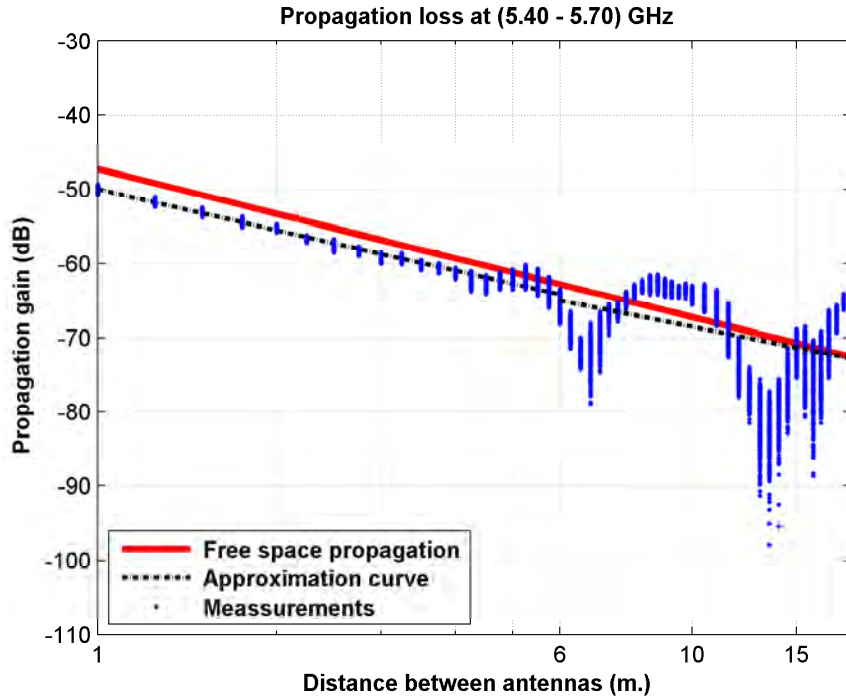 Propagation loss at (5.40 - 5.70) GHz
Propagation gain (dB)
-30
-40
-50
-60
-70
-80
-90
-100
-110
Free space propagation
Approximation curve
Meassurements
1
6
10
15
Distance between antennas (m.)